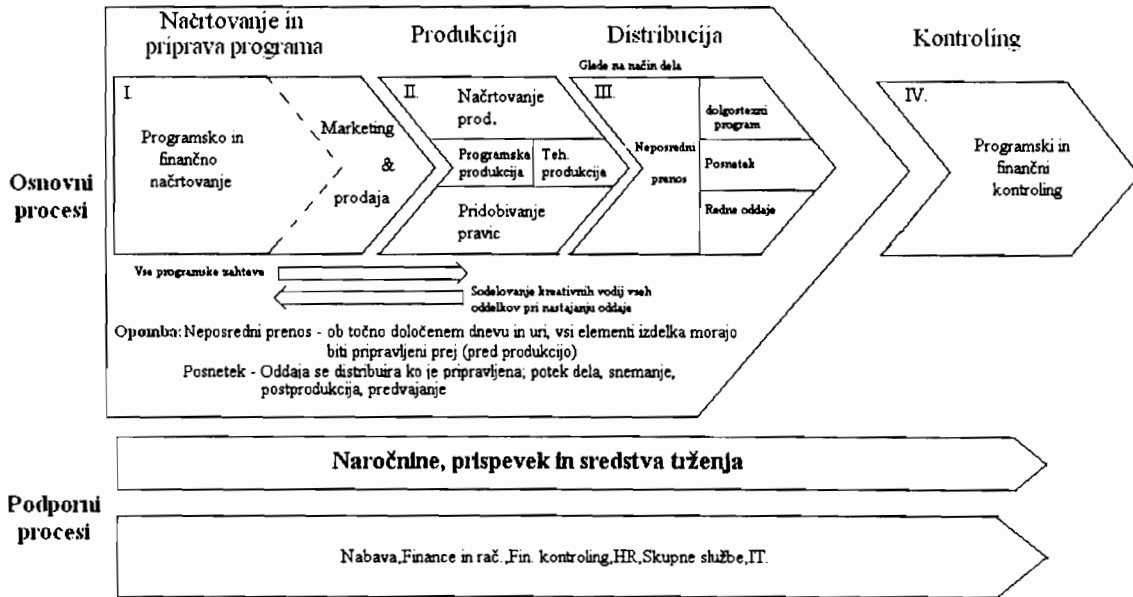 Načrtovanje in
priprava programa
Produkcija
Distribucija
Kontroling
Glede na način dela
Osnovni
procesi
I.
Programsko in
finančno
načrtovanje
Marketing
&
prodaja
II.
Načrtovanje
prod.
Programska
produkcija
Teh.
produkcija
Pridobivanje
pravic
III.
Neposredni
prenos
dolgostezni
program
Posnetek
Redne oddaje
IV.
Programski in
finančni
kontroling
Vse programske zahteve
Sodelovanje kreativnih vodij vseh
oddelkov pri nastajanju oddaje
Opomba: Neposredni prenos - ob točno določenem dnevu in uri, vsi elementi izdelka morajo
biti pripravljeni prej (pred produkcijo)
Posnetek - Oddaja se distribuira ko je pripravljena; potek dela, snemanje,
postprodukcija, predvajanje
Podporni
procesi
Naročnine, prispevek in sredstva trženja
Nabava,Finance in rač.,Fin. kontroling,HR,Skupne službe,IT.